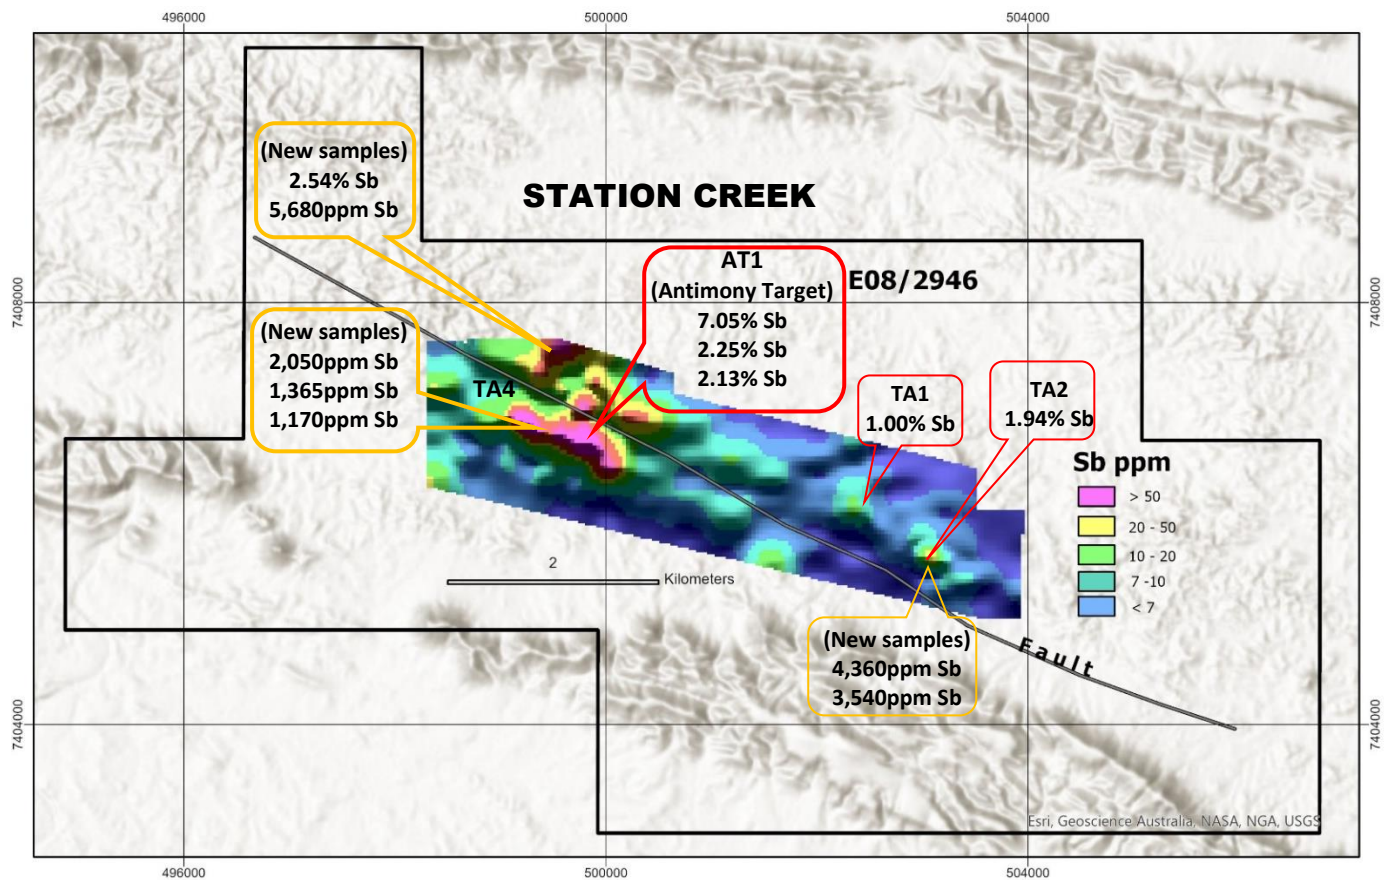 496000
500000
504000
(New samples)
2.54% Sb
5,680ppm Sb
STATION CREEK
AT1
(Antimony Target)
7.05% Sb
2.25% Sb
2.13% Sb
E08/2946
7408000
7408000
(New samples)
2,050ppm Sb
1,365ppm Sb
1,170ppm Sb
TA4
TA1
1.00% Sb
TA2
1.94% Sb
Sb ppm
> 50
20 - 50
10 - 20
7 -10
< 7
2
Kilometers
(New samples)
4,360ppm Sb
3,540ppm Sb
Fault
7404000
7404000
Esri, Geoscience Australia, NASA, NGA, USGS
496000
500000
504000